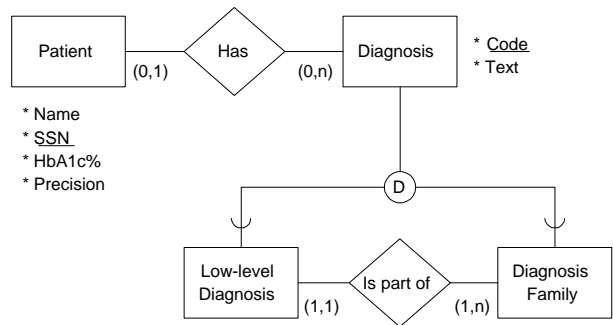 Patient
Has
Diagnosis
(0,1)
(0,n)
* Code
* Text
* Name
* SSN
* HbA1c%
* Precision
D
Low-level
Diagnosis
Is part of
Diagnosis
Family
(1,1)
(1,n)